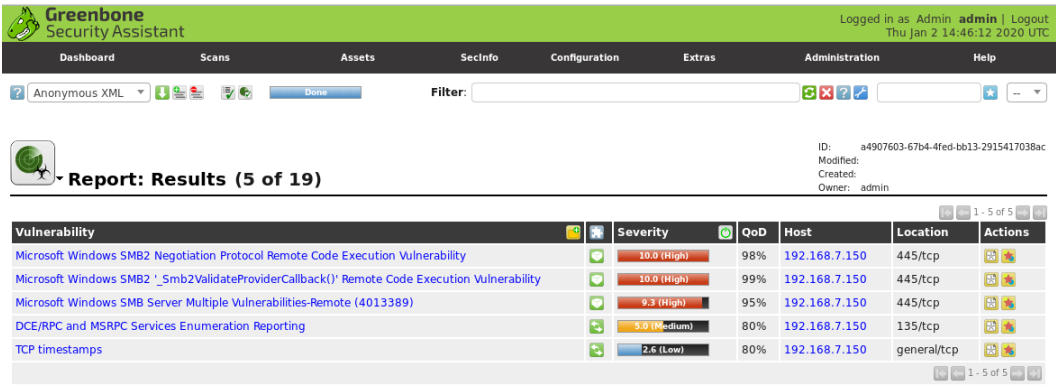 Greenbone
Security Assistant
Logged in as Admin admin | Logout
Thu Jan 2 14:46:12 2020 UTC
Dashboard Scans Assets SecInfo Configuration Extras Administration Help
Anonymous XML Done Filter: --
ID: a4907603-67b4-4fed-bb13-2915417038ac
Modified:
Created:
Owner: admin
Report: Results (5 of 19)
1 - 5 of 5
Vulnerability Severity QoD Host Location Actions
Microsoft Windows SMB2 Negotiation Protocol Remote Code Execution Vulnerability 10.0 (High) 98% 192.168.7.150 445/tcp
Microsoft Windows SMB2 '_Smb2ValidateProviderCallback()' Remote Code Execution Vulnerability 10.0 (High) 99% 192.168.7.150 445/tcp
Microsoft Windows SMB Server Multiple Vulnerabilities-Remote (4013389) 9.3 (High) 95% 192.168.7.150 445/tcp
DCE/RPC and MSRPC Services Enumeration Reporting 5.0 (Medium) 80% 192.168.7.150 135/tcp
TCP timestamps 2.6 (Low) 80% 192.168.7.150 general/tcp
1 - 5 of 5